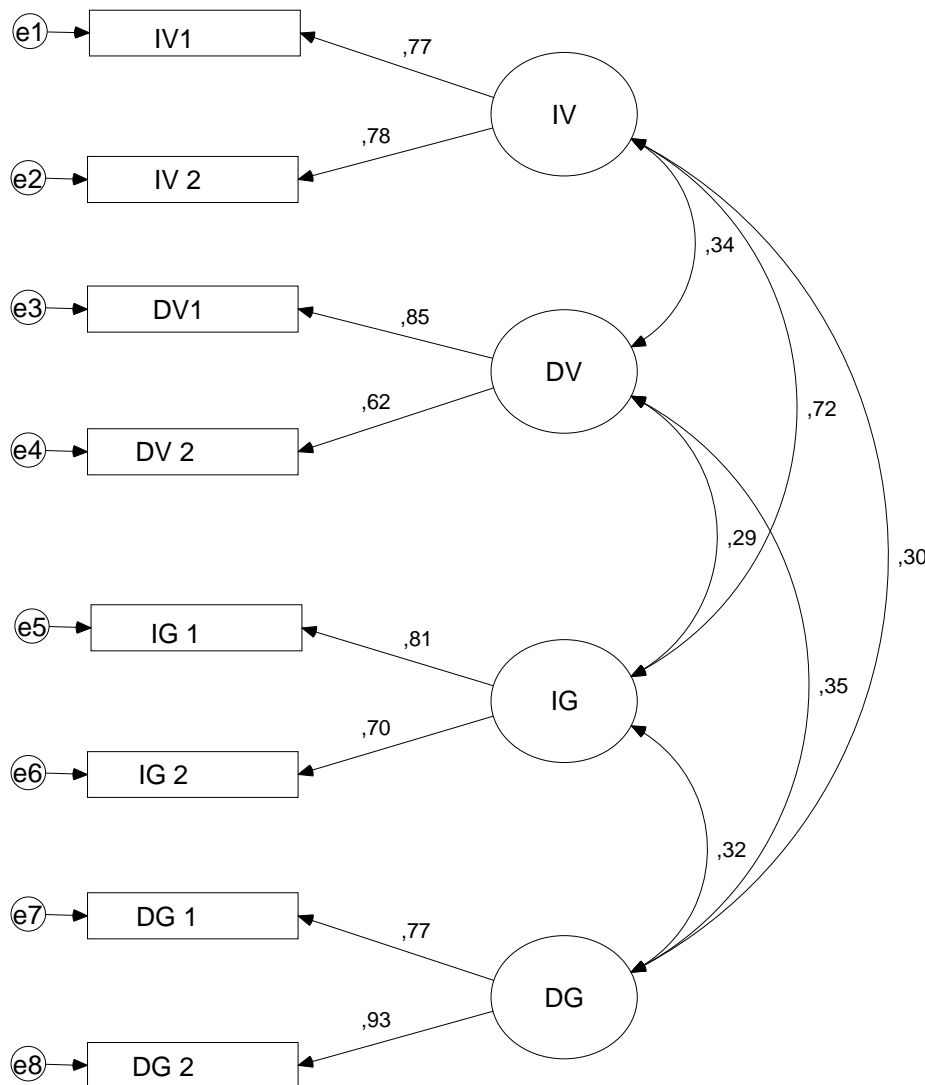 e1
IV1
,77
IV
,78
e2
IV 2
,34
e3
DV1
,85
DV
,62
,72
e4
DV 2
,29
,30
e5
IG 1
,81
,35
IG
,70
e6
IG 2
,32
e7
DG 1
,77
DG
,93
e8
DG 2